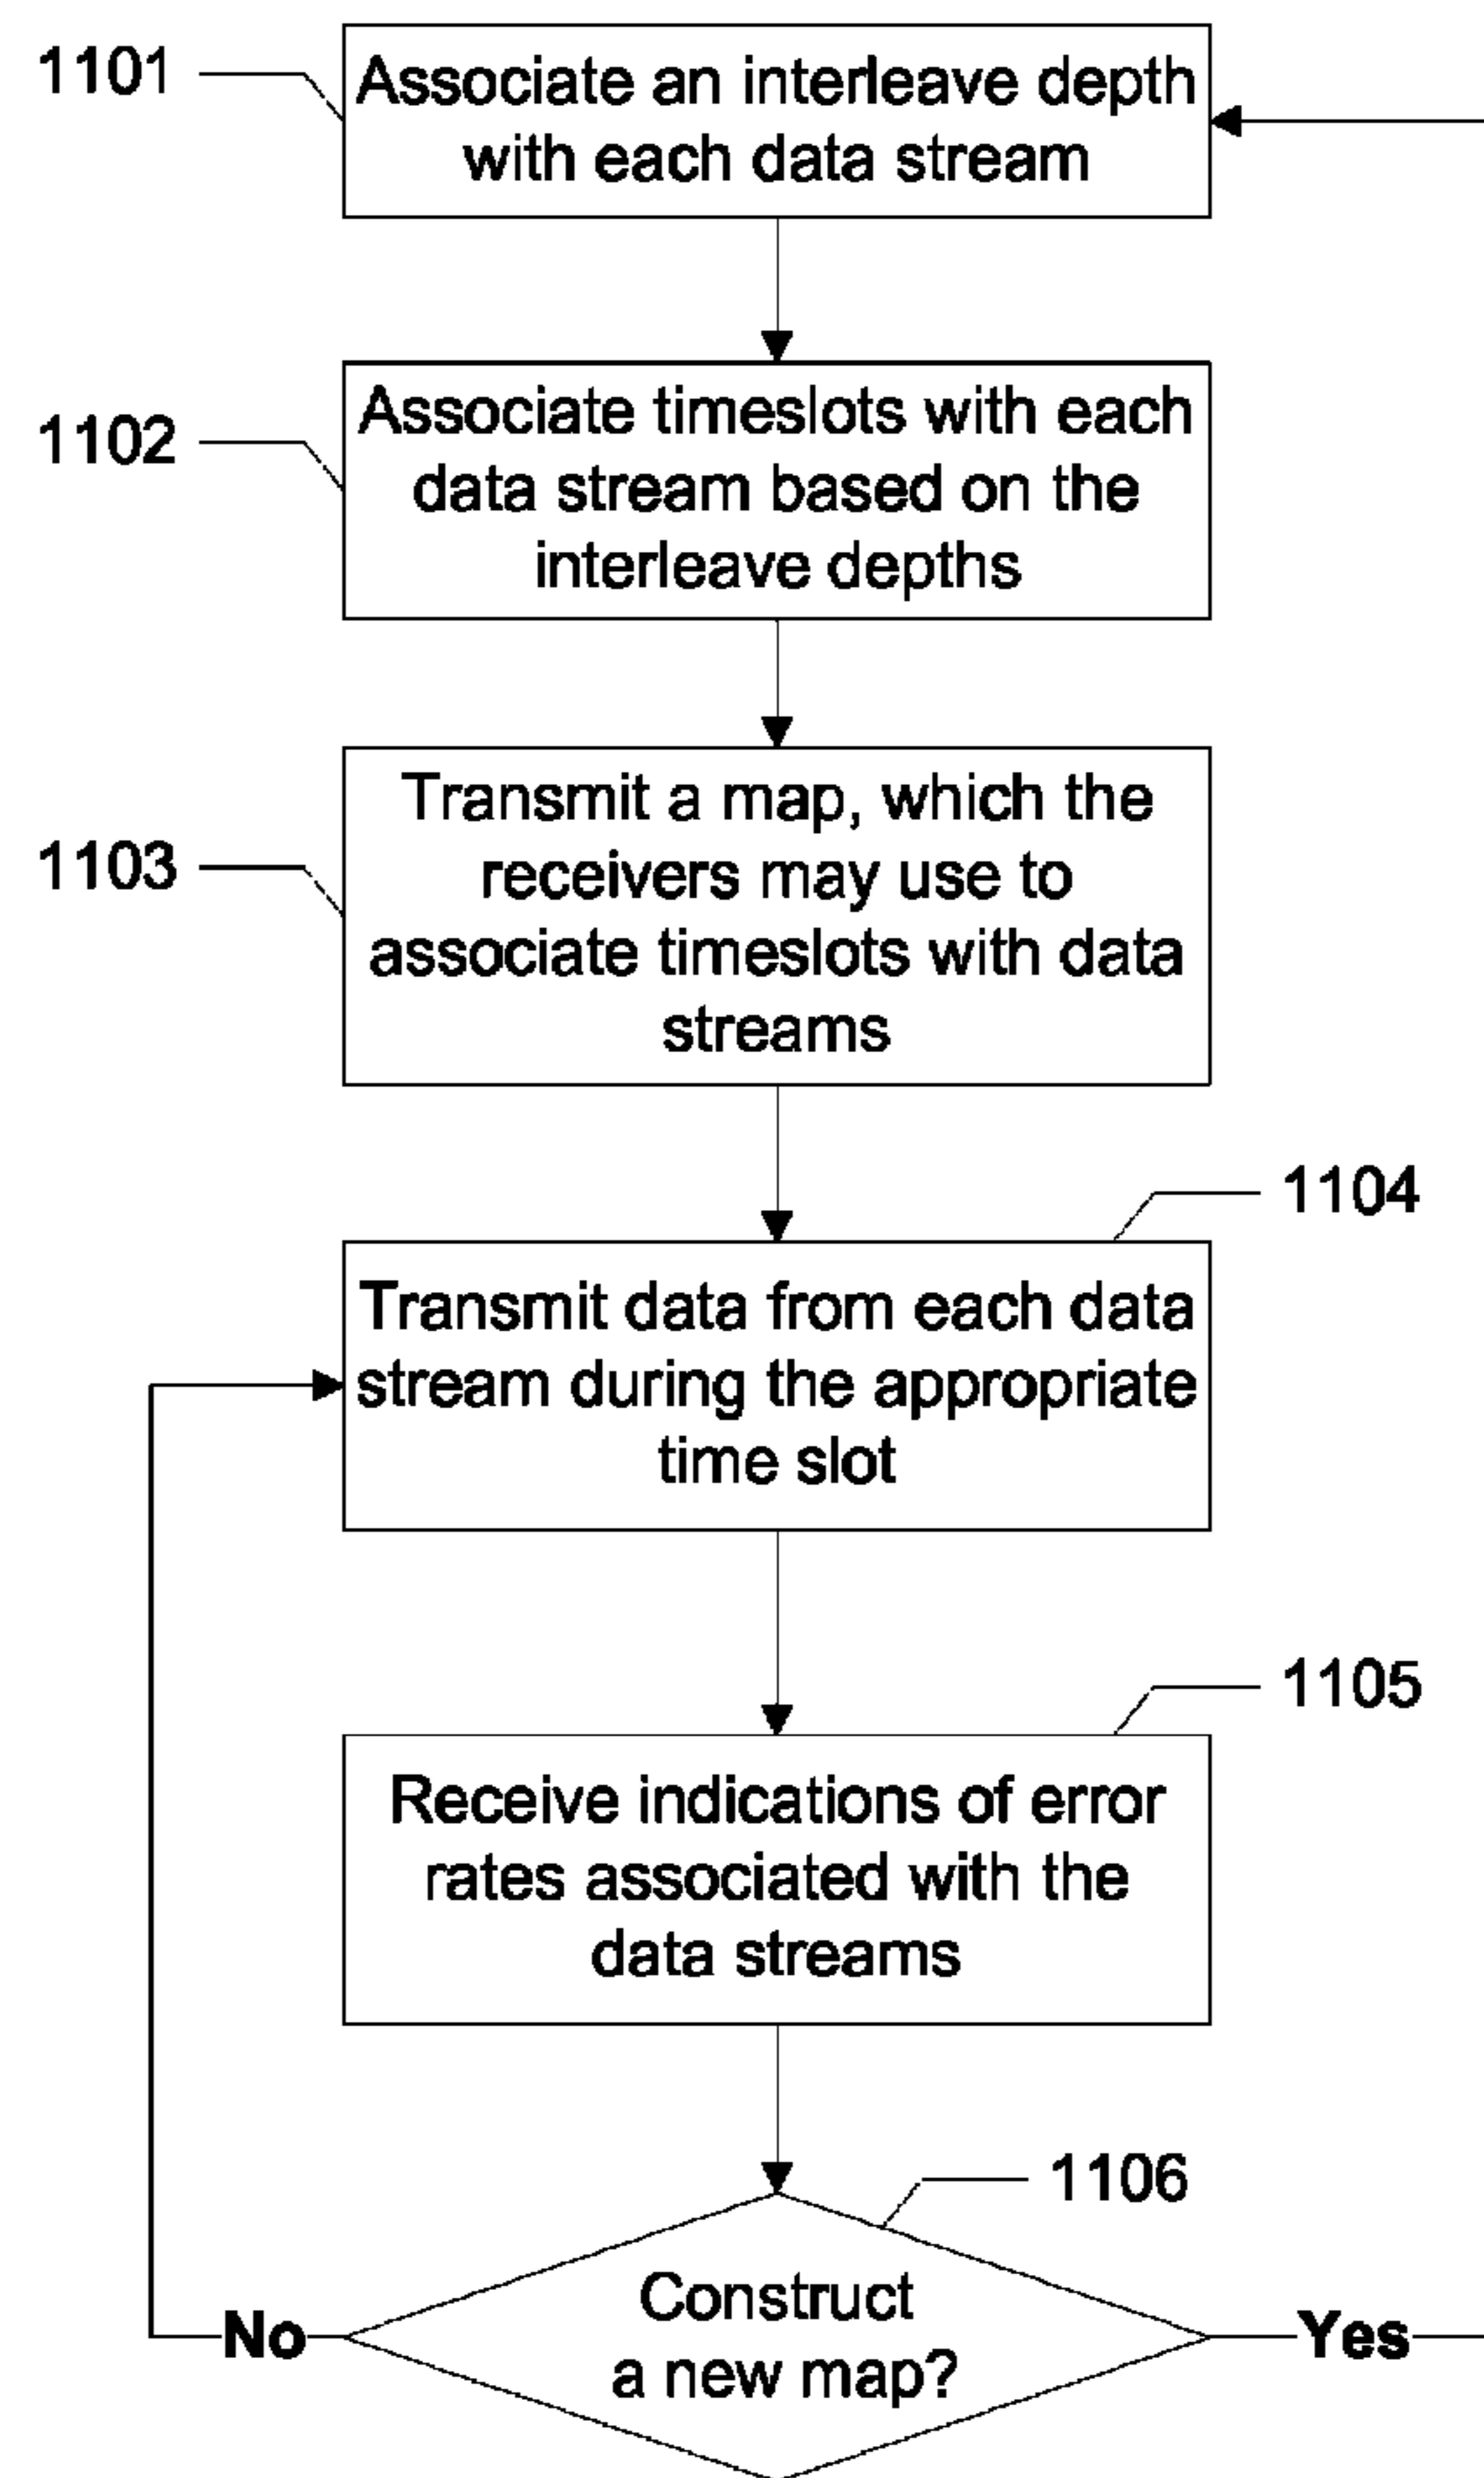 1101
Associate an interleave depth
with each data stream
1102
Associate timeslots with each
data stream based on the
interleave depths
1103
Transmit a map, which the
receivers may use to
associate timeslots with data
streams
1104
Transmit data from each data
stream during the appropriate
time slot
1105
Receive indications of error
rates associated with the
data streams
1106
Construct
a new map?
No
Yes